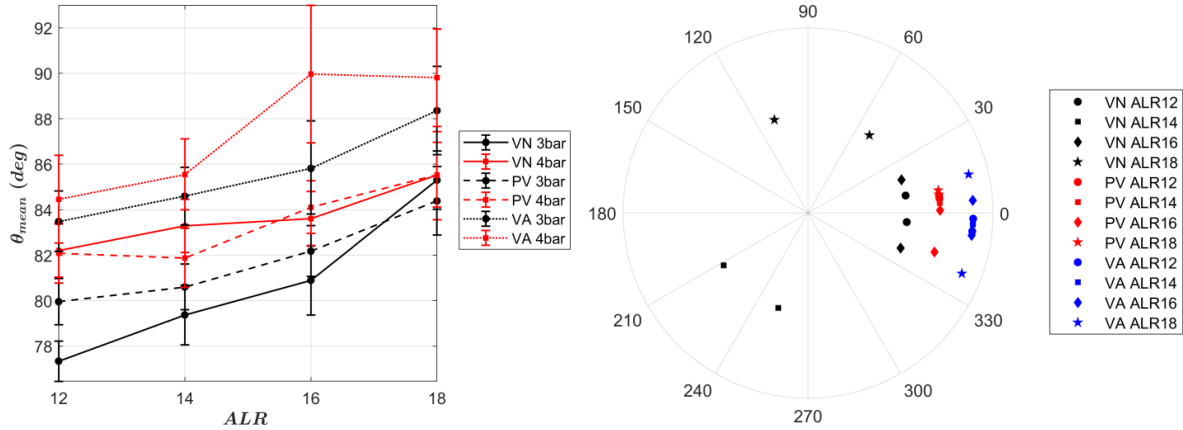 92
90
88
86
84
82
80
78
12
14
16
18
θmean (deg)
ALR
VN 3bar
VN 4bar
PV 3bar
PV 4bar
VA 3bar
VA 4bar
90
60
30
0
330
300
270
240
210
180
150
120
VN ALR12
VN ALR14
VN ALR16
VN ALR18
PV ALR12
PV ALR14
PV ALR16
PV ALR18
VA ALR12
VA ALR14
VA ALR16
VA ALR18